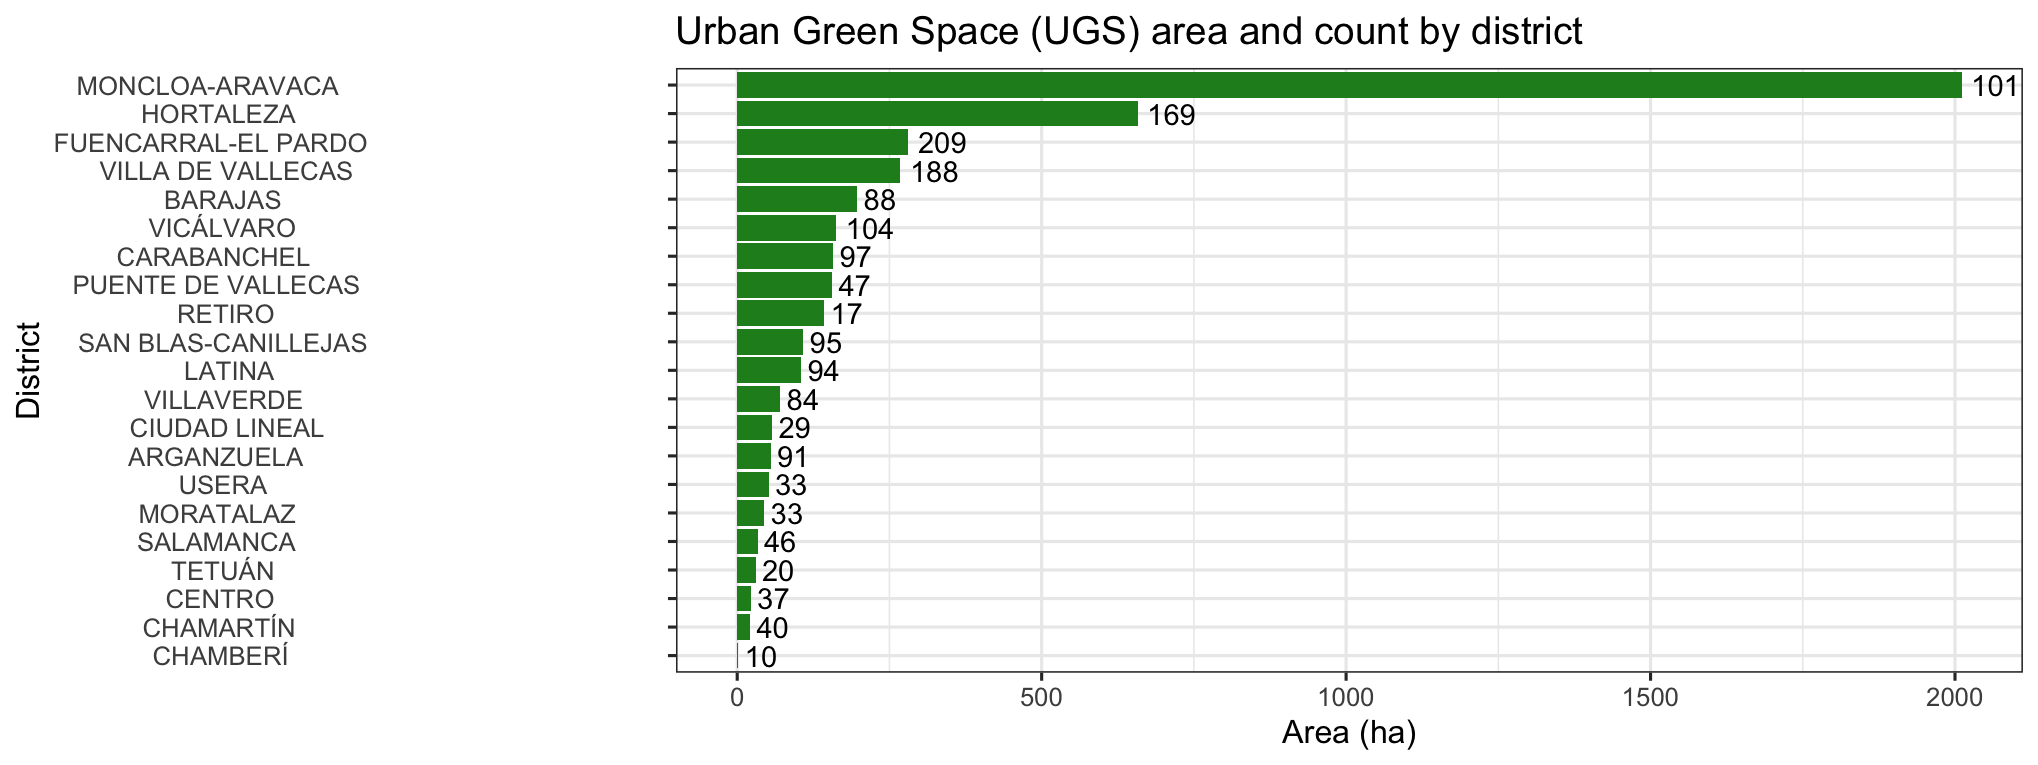 Urban Green Space (UGS) area and count by district
District
MONCLOA-ARAVACA 101
HORTALEZA 169
FUENCARRAL-EL PARDO 209
VILLA DE VALLECAS 188
BARAJAS 88
VICÁLVARO 104
CARABANCHEL 97
PUENTE DE VALLECAS 47
RETIRO 17
SAN BLAS-CANILLEJAS 95
LATINA 94
VILLAVERDE 84
CIUDAD LINEAL 29
ARGANZUELA 91
USERA 33
MORATALAZ 33
SALAMANCA 46
TETUÁN 20
CENTRO 37
CHAMARTÍN 40
CHAMBERÍ 10
0 500 1000 1500 2000
Area (ha)